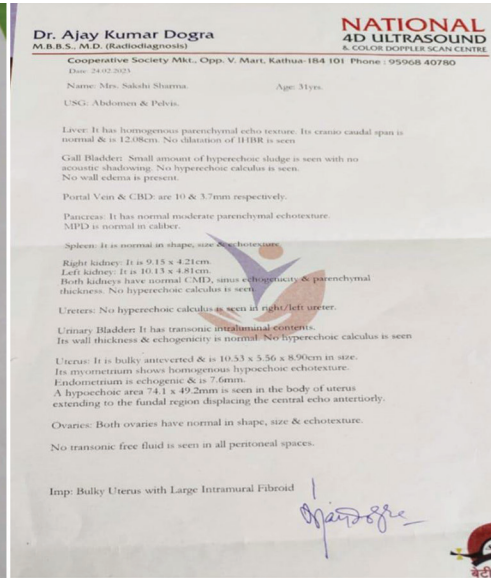 Dr. Ajay Kumar Dogra
M.B.B.S., M.D. (Radiodiagnosis)
NATIONAL
4D ULTRASOUND
& COLOR DOPPLER SCAN CENTRE
Cooperative Society Mkt., Opp. V. Mart, Kathua-184 101 Phone : 95968 40780
Date: 24.02.2023
Name: Mrs. Sakshi Sharma. Age: 31yrs.
USG: Abdomen & Pelvis.
Liver: It has homogenous parenchymal echo texture. Its cranio caudal span is
normal & is 12.08cm. No dilatation of IHBR is seen
Gall Bladder: Small amount of hyperechoic sludge is seen with no
acoustic shadowing. No hyperechoic calculus is seen.
No wall edema is present.
Portal Vein & CBD: are 10 & 3.7mm respectively.
Pancreas: It has normal moderate parenchymal echotexture.
MPD is normal in caliber.
Spleen: It is normal in shape, size & echotexture
Right kidney: It is 9.15 x 4.21cm.
Left kidney: It is 10.13 x 4.81cm.
Both kidneys have normal CMD, sinus echogenicity & parenchymal
thickness. No hyperechoic calculus is seen.
Ureters: No hyperechoic calculus is seen in right/left ureter.
Urinary Bladder: It has transonic intraluminal contents.
Its wall thickness & echogenicity is normal. No hyperechoic calculus is seen
Uterus: It is bulky anteverted & is 10.53 x 5.56 x 8.90cm in size.
Its myometrium shows homogenous hypoechoic echotexture.
Endometrium is echogenic & is 7.6mm.
A hypoechoic area 74.1 x 49.2mm is seen in the body of uterus
extending to the fundal region displacing the central echo antertiorly.
Ovaries: Both ovaries have normal in shape, size & echotexture.
No transonic free fluid is seen in all peritoneal spaces.
Imp: Bulky Uterus with Large Intramural Fibroid
Ajay Dogra
बेटी